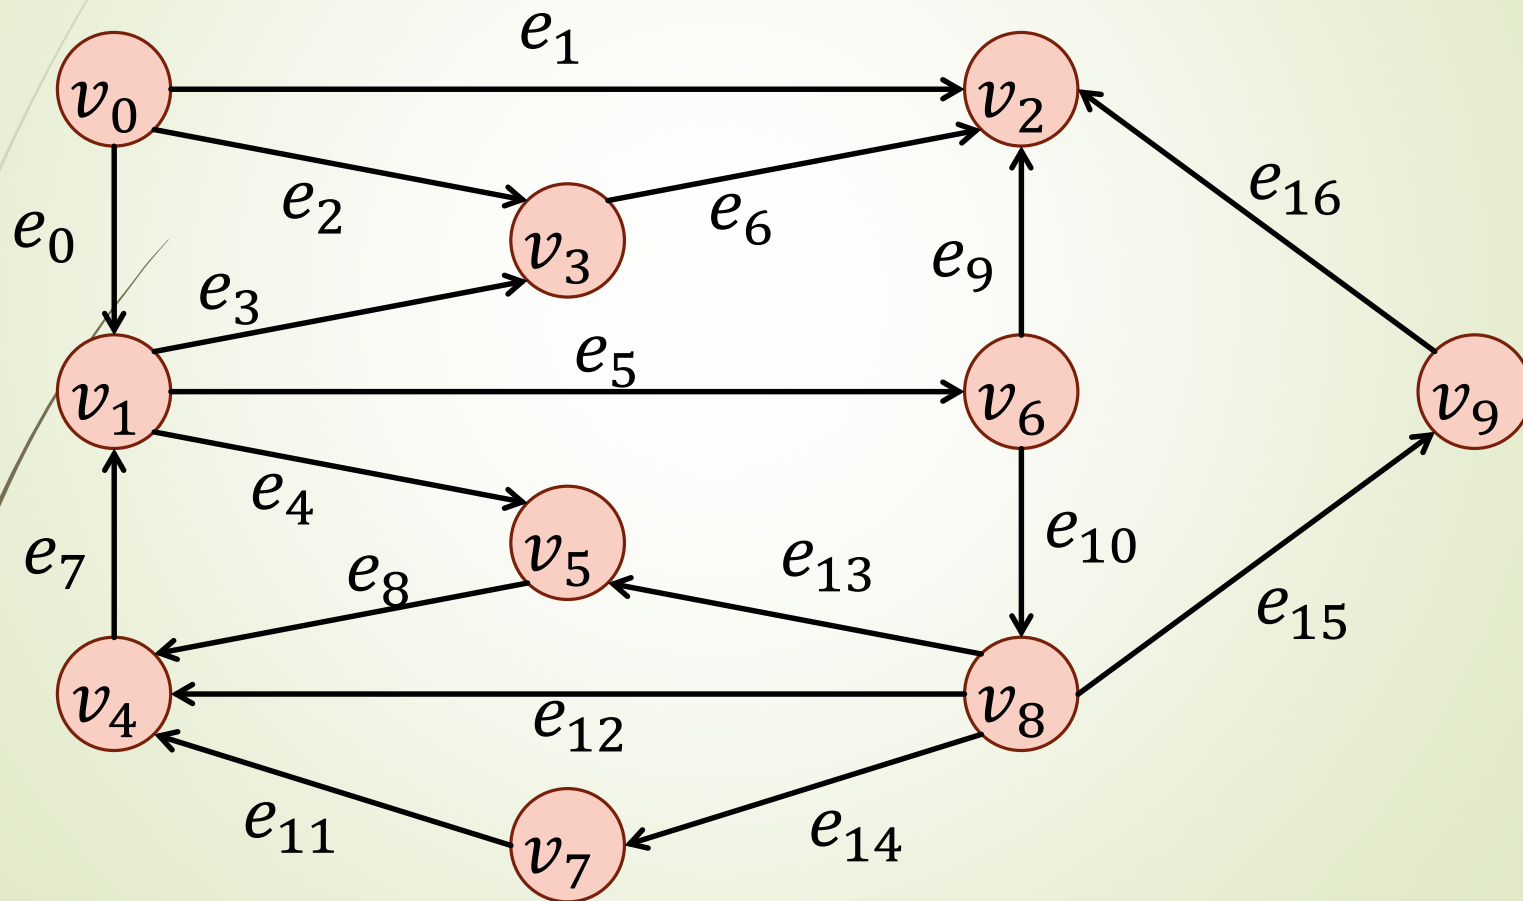 e₁
v₀
v₂
e₂
e₆
e₁₆
e₀
v₃
e₉
e₃
e₅
v₁
v₆
v₉
e₄
e₁₀
e₇
e₈
v₅
e₁₃
e₁₅
v₄
e₁₂
v₈
e₁₁
v₇
e₁₄